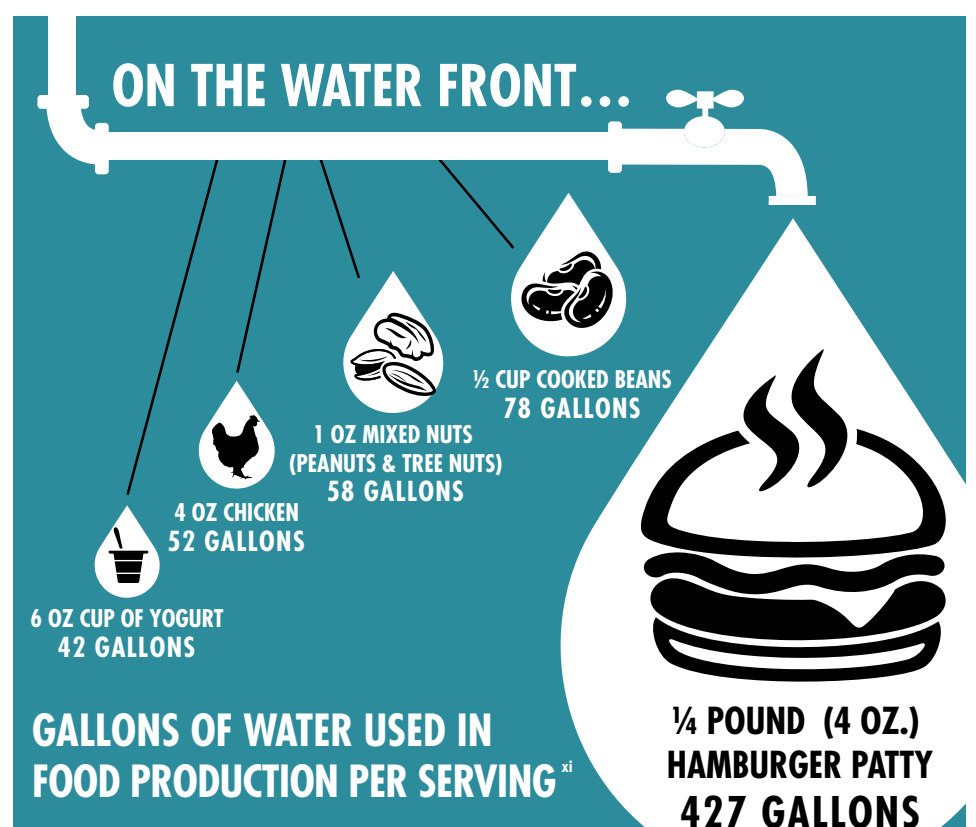 ON THE WATER FRONT...
½ CUP COOKED BEANS
78 GALLONS
1 OZ MIXED NUTS
(PEANUTS & TREE NUTS)
58 GALLONS
4 OZ CHICKEN
52 GALLONS
6 OZ CUP OF YOGURT
42 GALLONS
GALLONS OF WATER USED IN
FOOD PRODUCTION PER SERVING xi
¼ POUND (4 OZ.)
HAMBURGER PATTY
427 GALLONS